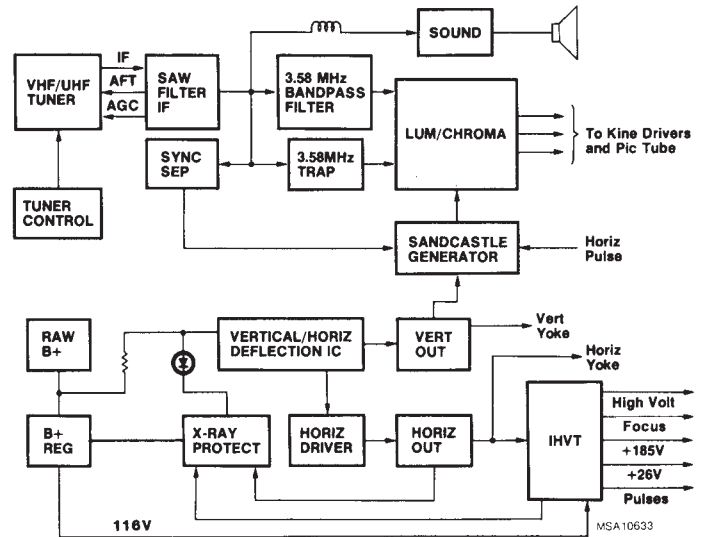 SOUND
VHF/UHF
TUNER
IF
AFT
AGC
SAW
FILTER
IF
3.58 MHz
BANDPASS
FILTER
LUM/CHROMA
To Kine Drivers
and Pic Tube
SYNC
SEP
3.58MHz
TRAP
TUNER
CONTROL
SANDCASTLE
GENERATOR
Horiz
Pulse
RAW
B+
VERTICAL/HORIZ
DEFLECTION IC
VERT
OUT
Vert
Yoke
Horiz
Yoke
B+
REG
X-RAY
PROTECT
HORIZ
DRIVER
HORIZ
OUT
IHVT
High Volt
Focus
+185V
+26V
Pulses
116V
MSA10633